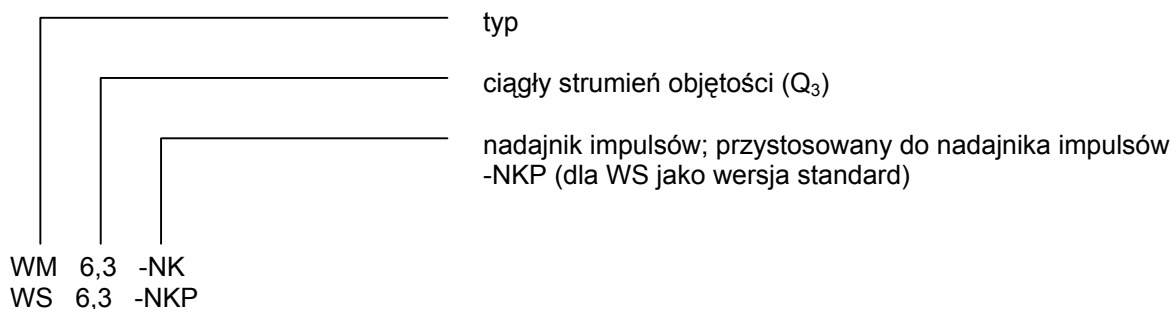 typ
ciągły strumień objętości (Q₃)
nadajnik impulsów; przystosowany do nadajnika impulsów
-NKP (dla WS jako wersja standard)
WM 6,3 -NK
WS 6,3 -NKP